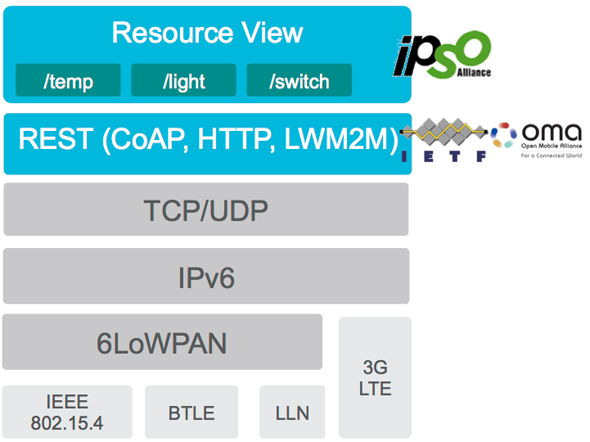 Resource View
/temp /light /switch
ipso
Alliance
REST (CoAP, HTTP, LWM2M)
IETF
oma
Open Mobile Alliance
For a Connected World
TCP/UDP
IPv6
6LoWPAN
3G
LTE
IEEE
802.15.4
BTLE
LLN